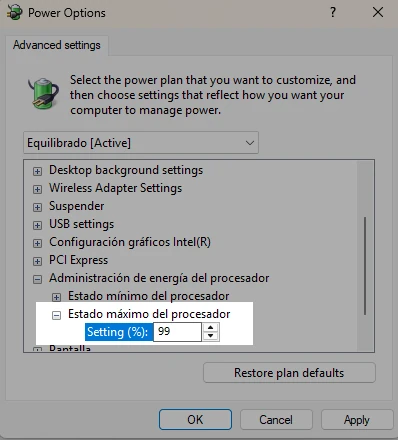 Power Options
Advanced settings
Select the power plan that you want to customize, and
then choose settings that reflect how you want your
computer to manage power.
Equilibrado [Active]
Desktop background settings
Wireless Adapter Settings
Suspender
USB settings
Configuración gráficos Intel(R)
PCI Express
Administración de energía del procesador
Estado mínimo del procesador
Estado máximo del procesador
Setting (%): 99
Pantalla
Restore plan defaults
OK Cancel Apply